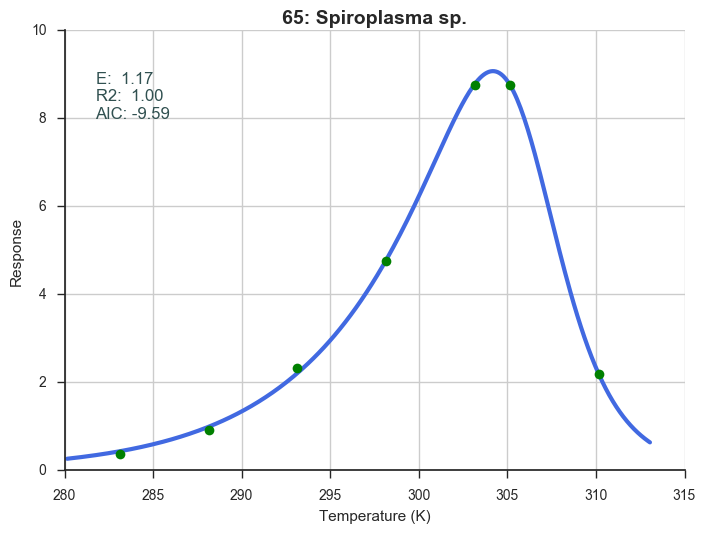 65: Spiroplasma sp.
E:  1.17
R2:  1.00
AIC: -9.59
Response
10
8
6
4
2
0
280 285 290 295 300 305 310 315
Temperature (K)